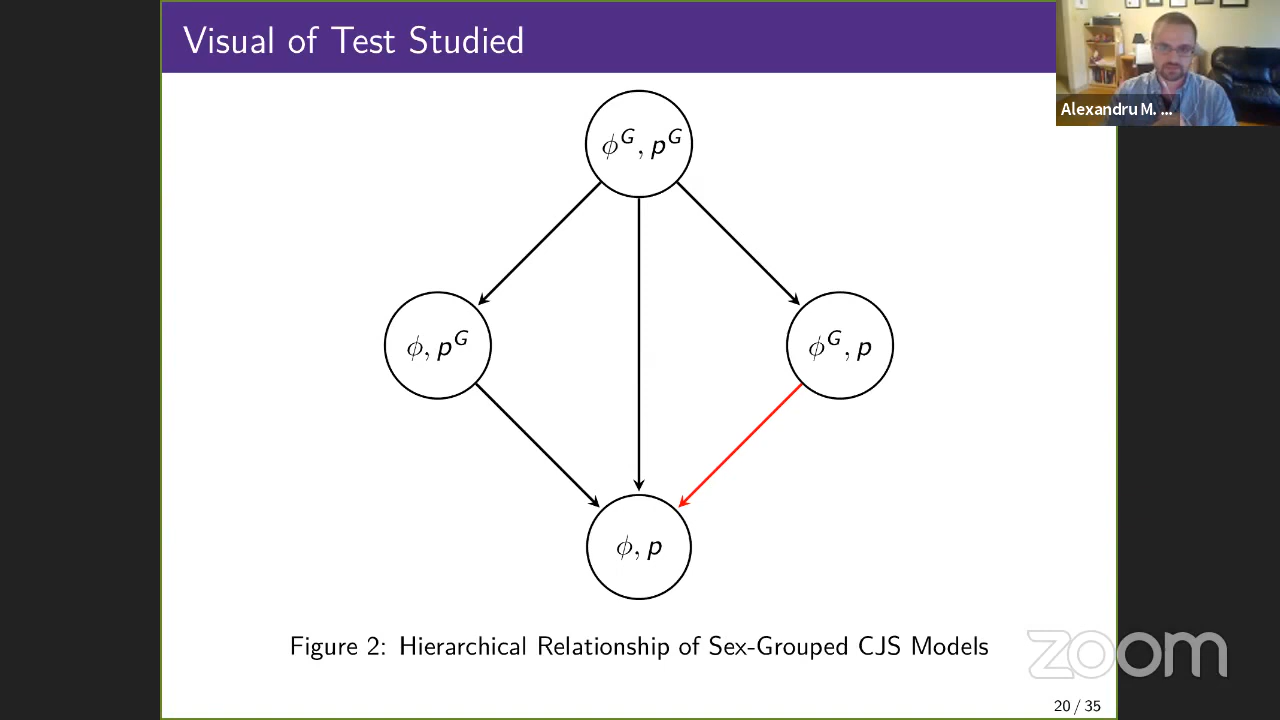 Visual of Test Studied
Alexandru M. ...
ϕ^G, p^G
ϕ, p^G
ϕ^G, p
ϕ, p
Figure 2: Hierarchical Relationship of Sex-Grouped CJS Models
zoom
20 / 35